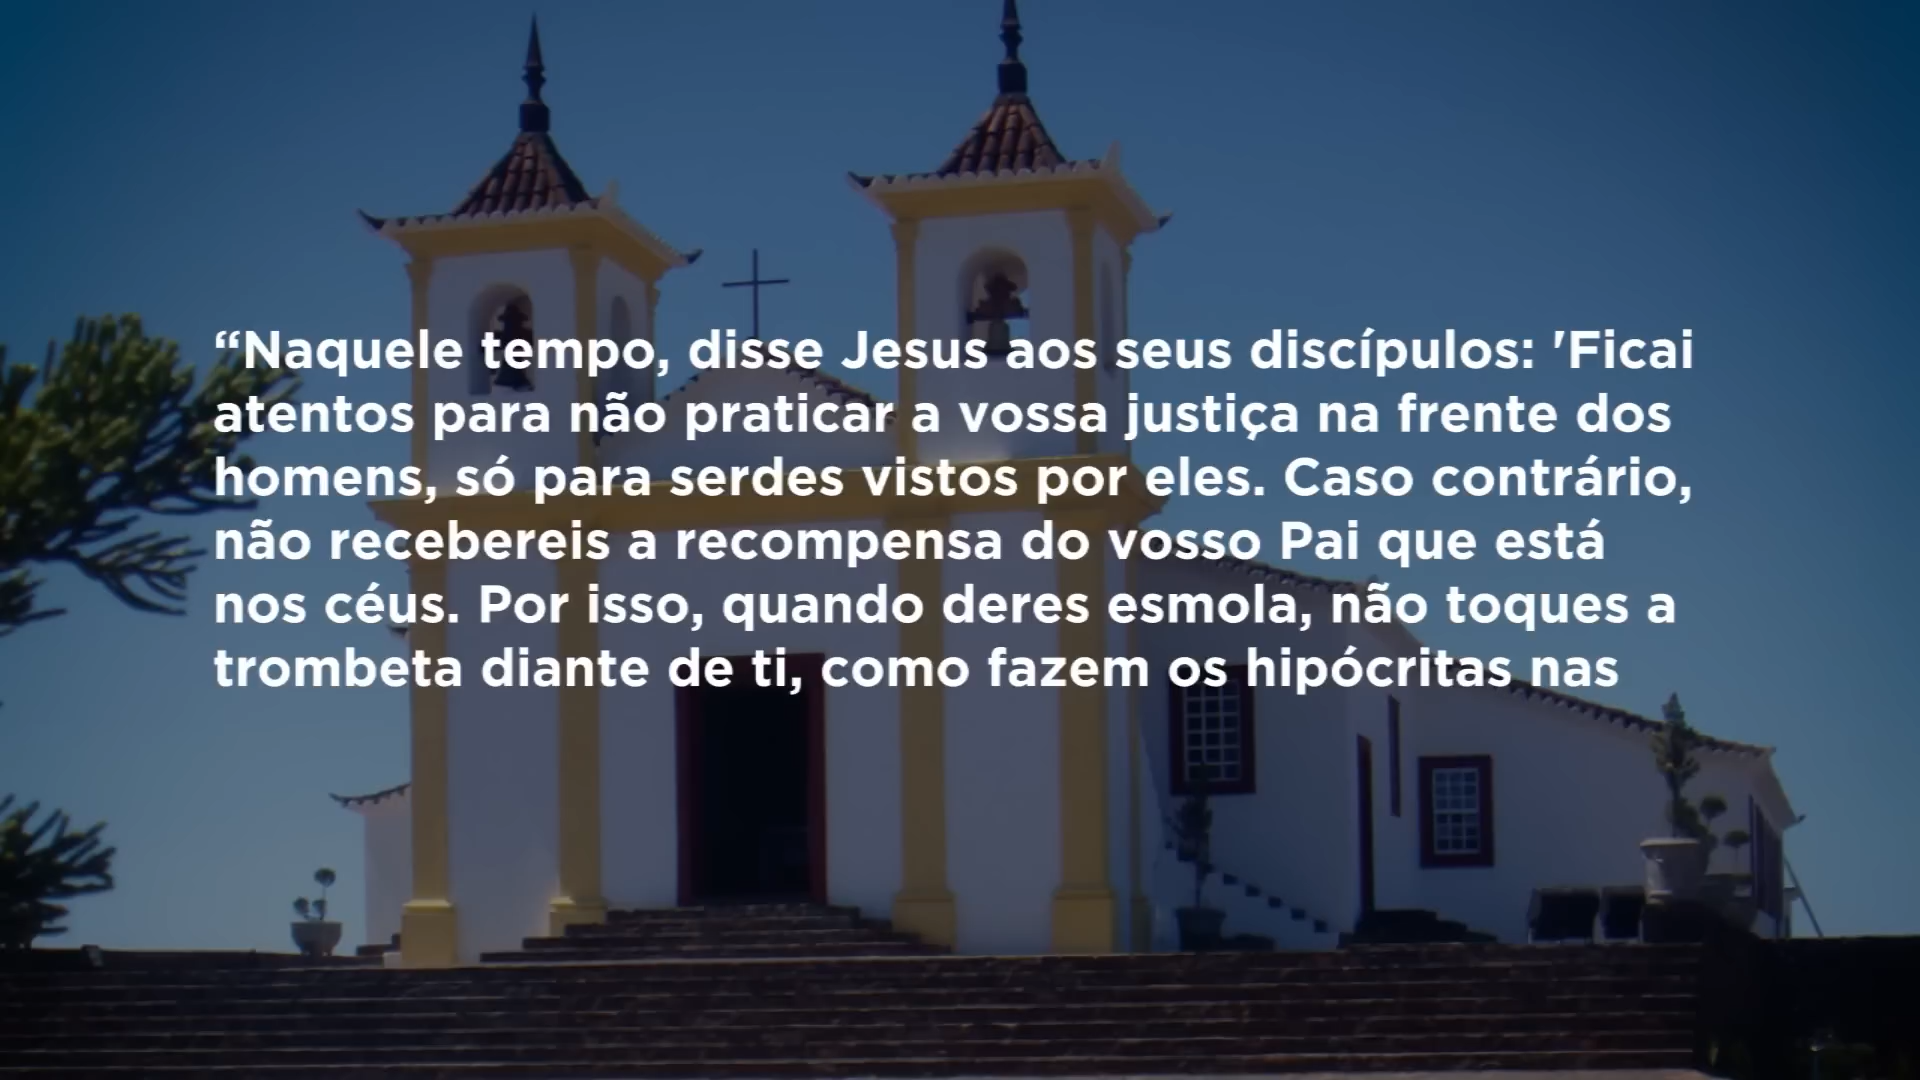 “Naquele tempo, disse Jesus aos seus discípulos: 'Ficai
atentos para não praticar a vossa justiça na frente dos
homens, só para serdes vistos por eles. Caso contrário,
não recebereis a recompensa do vosso Pai que está
nos céus. Por isso, quando deres esmola, não toques a
trombeta diante de ti, como fazem os hipócritas nas